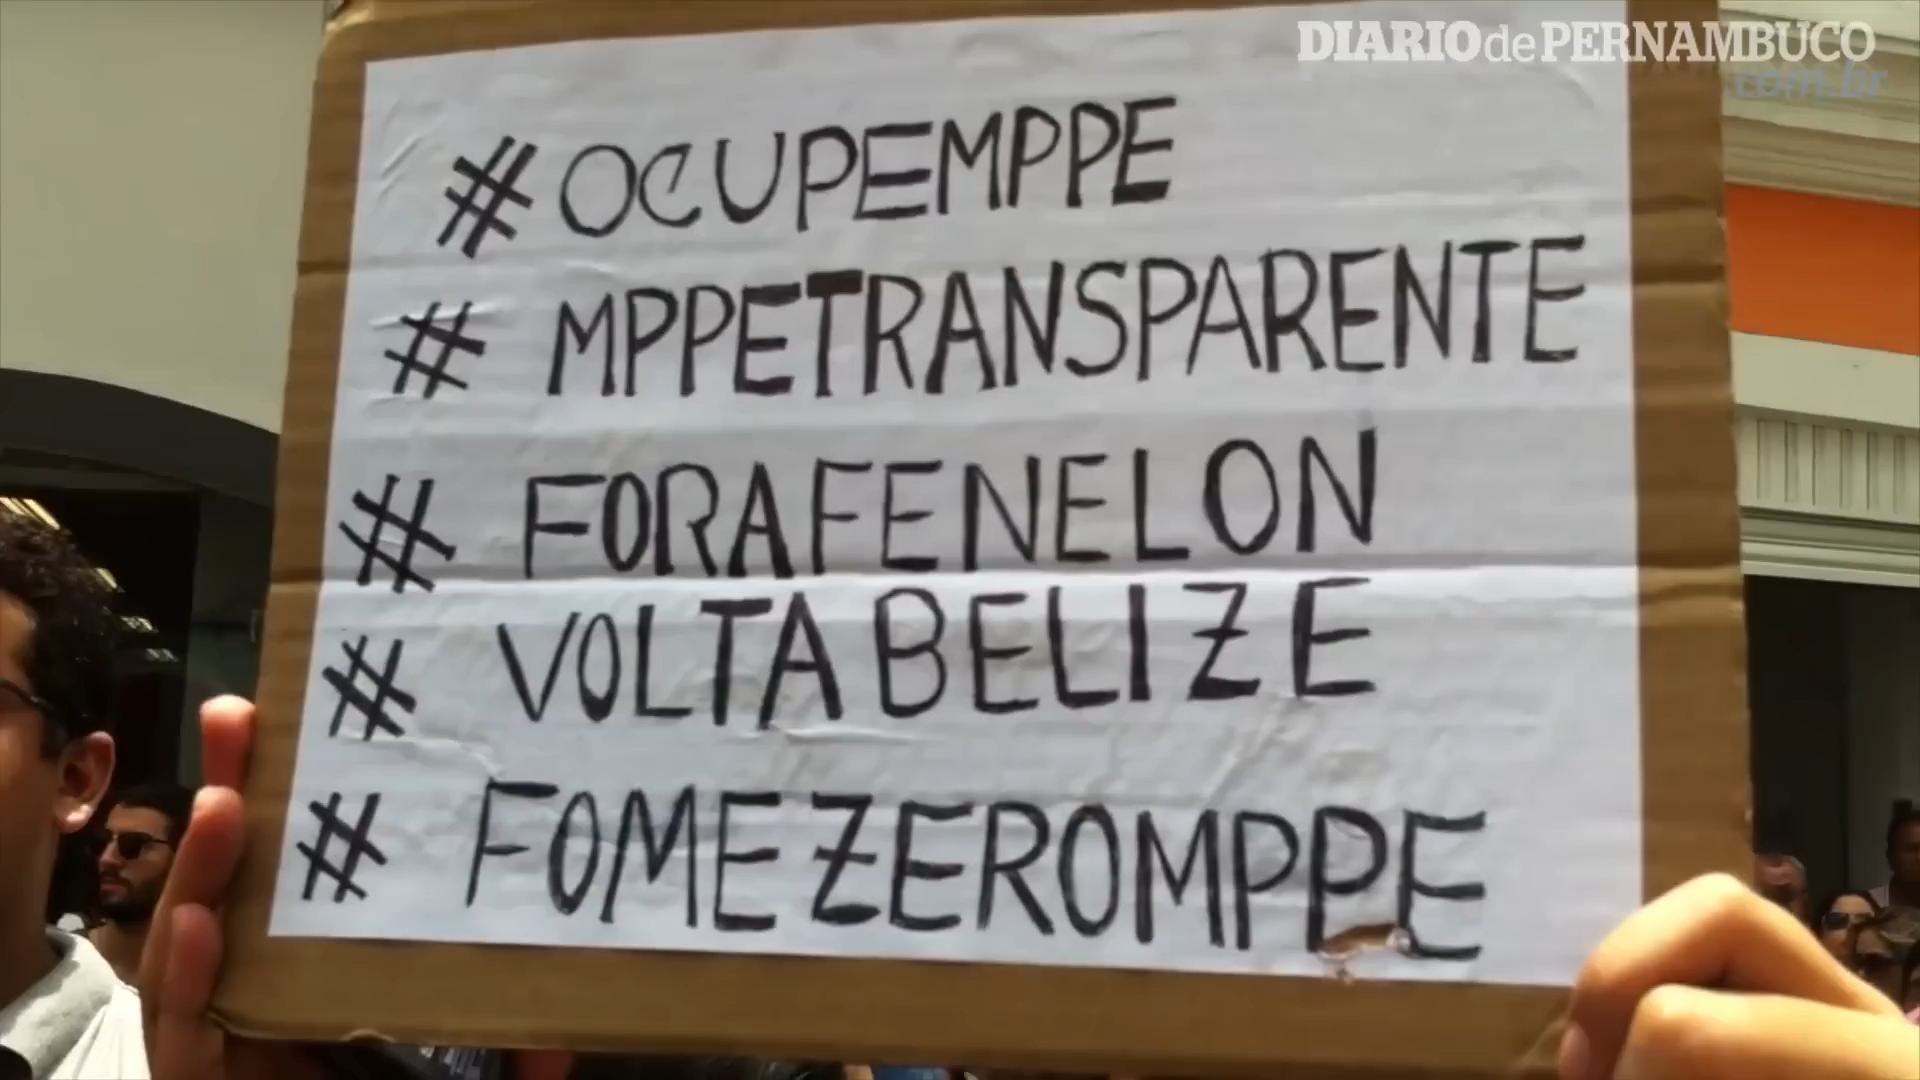 DIARIO de PERNAMBUCO
.com.br
# OCUPEMPPE
# MPPETRANSPARENTE
# FORAFENELON
# VOLTABELIZE
# FOMEZEROMPPE